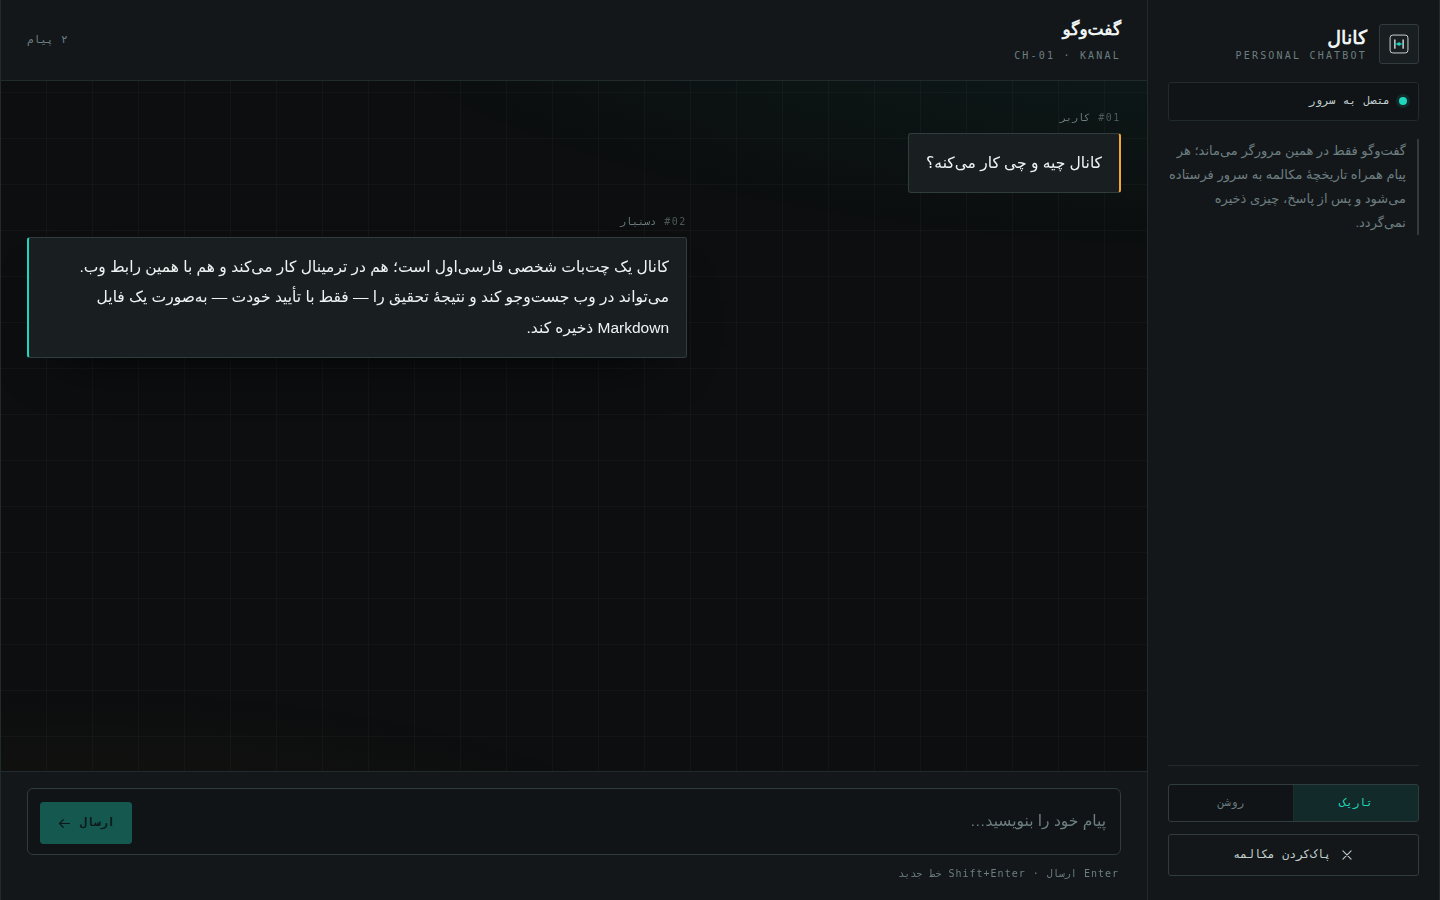 کانال
PERSONAL CHATBOT
متصل به سرور
گفت‌وگو فقط در همین مرورگر می‌ماند؛ هر
پیام همراه تاریخچهٔ مکالمه به سرور فرستاده
می‌شود و پس از پاسخ، چیزی ذخیره
نمی‌گردد.
تاریک
روشن
پاک‌کردن مکالمه
گفت‌وگو
CH-01 · KANAL
۲ پیام
#01 کاربر
کانال چیه و چی کار می‌کنه؟
#02 دستیار
کانال یک چت‌بات شخصی فارسی‌اول است؛ هم در ترمینال کار می‌کند و هم با همین رابط وب.
می‌تواند در وب جست‌وجو کند و نتیجهٔ تحقیق را — فقط با تأیید خودت — به‌صورت یک فایل
Markdown ذخیره کند.
پیام خود را بنویسید…
ارسال ←
Enter ارسال · Shift+Enter خط جدید